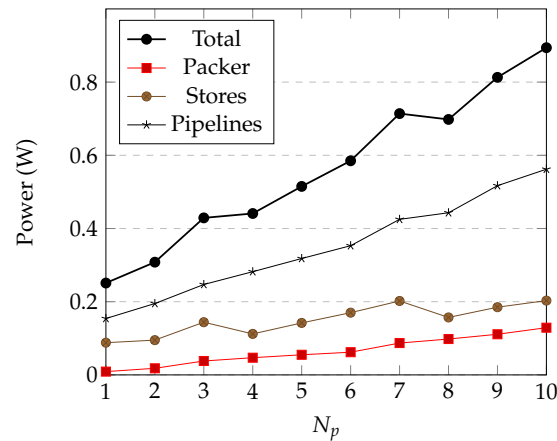 Total
Packer
Stores
Pipelines
0.8
0.6
0.4
0.2
0
Power (W)
1 2 3 4 5 6 7 8 9 10
N_p